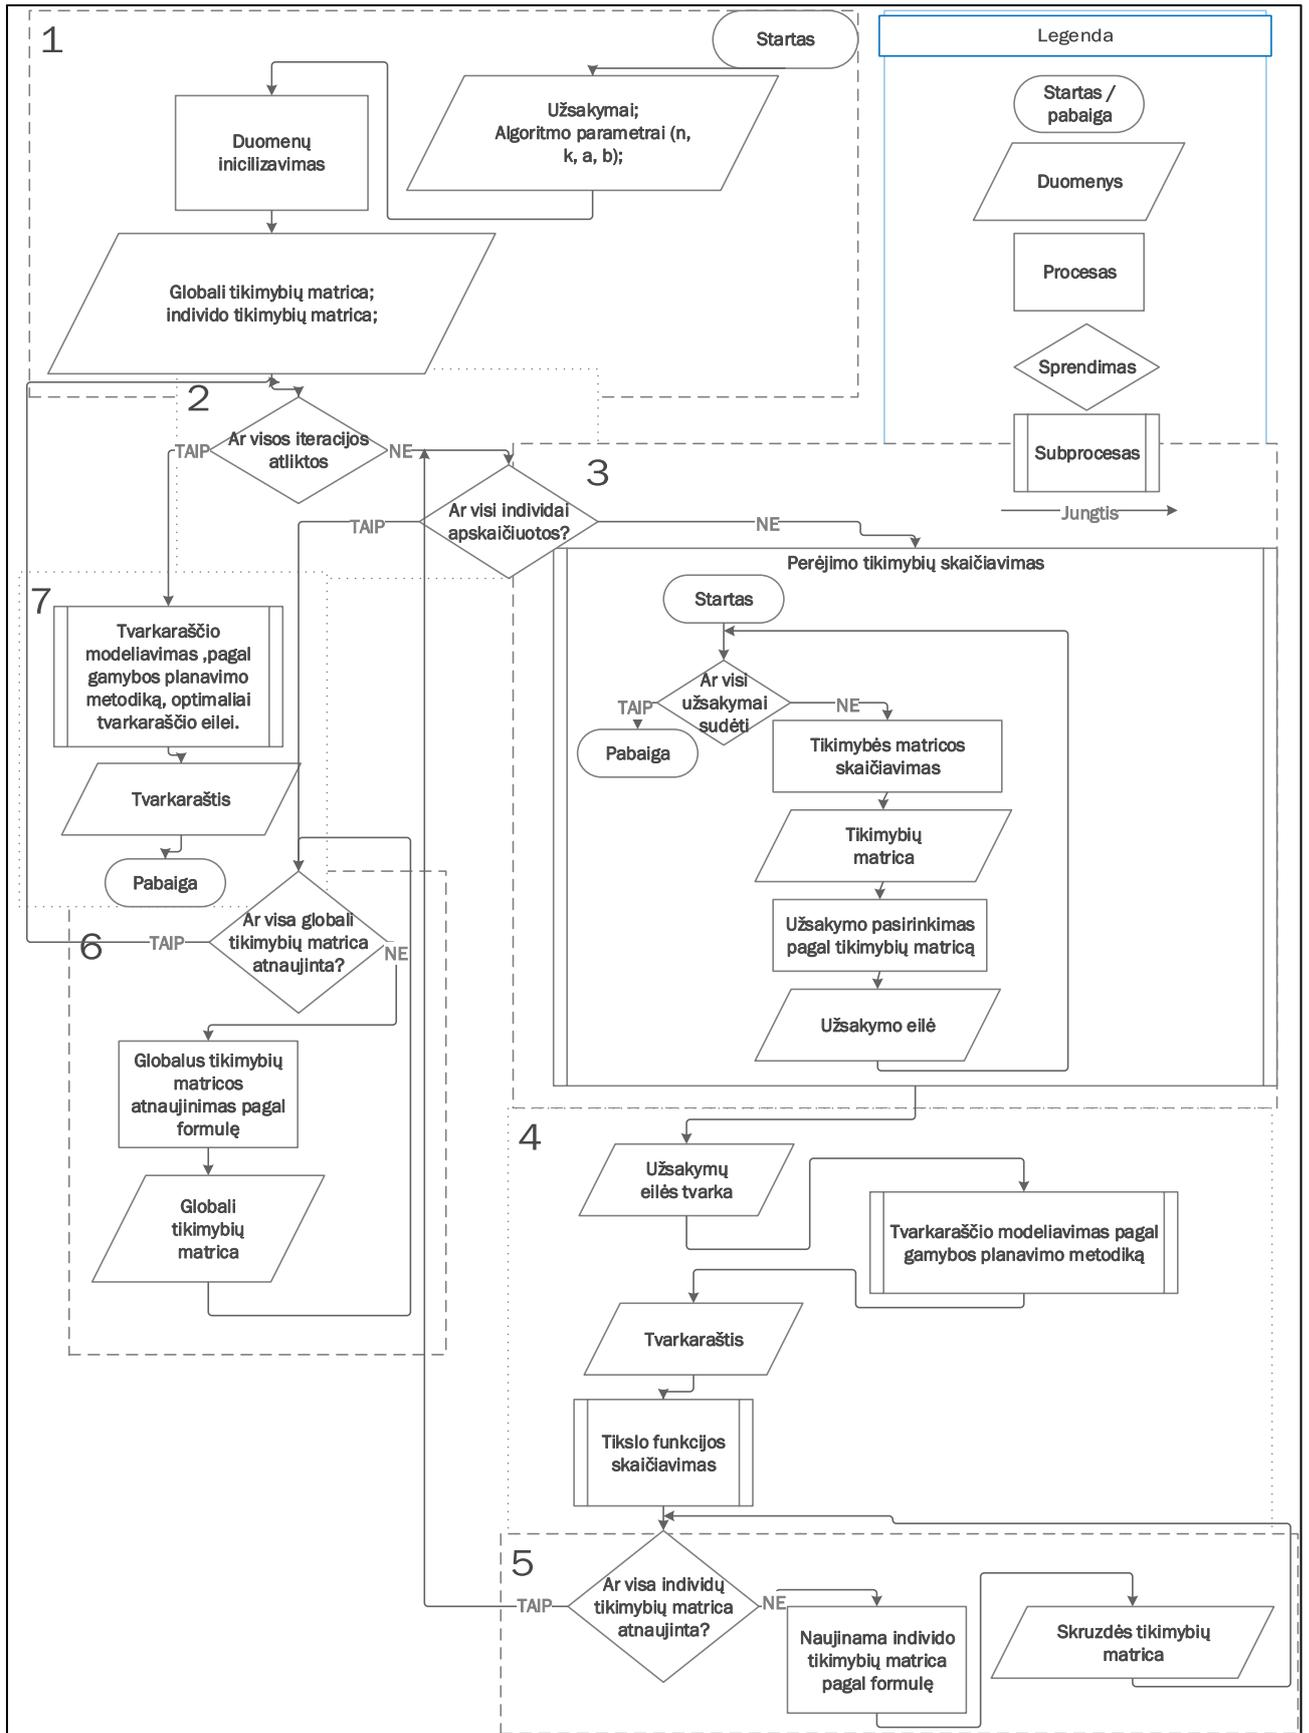 1
Startas
Užsakymai;
Algoritmo parametrai (n,
k, a, b);
Duomenų
inicilizavimas
Globali tikimybių matrica;
individo tikimybių matrica;
Legenda
Startas /
pabaiga
Duomenys
Procesas
Sprendimas
Subprocesas
Jungtis
2
Ar visos iteracijos
atliktos
TAIP
NE
3
Ar visi individai
apskaičiuotos?
TAIP
NE
Perėjimo tikimybių skaičiavimas
Startas
Ar visi
užsakymai
sudėti
TAIP
NE
Pabaiga
Tikimybės matricos
skaičiavimas
Tikimybių
matrica
Užsakymo pasirinkimas
pagal tikimybių matricą
Užsakymo eilė
7
Tvarkaraščio
modeliavimas ,pagal
gamybos planavimo
metodiką, optimaliai
tvarkaraščio eilei.
Tvarkaraštis
Pabaiga
6
Ar visa globali
tikimybių matrica
atnaujinta?
TAIP
NE
Globalus tikimybių
matricos
atnaujinimas pagal
formulę
Globali
tikimybių
matrica
4
Užsakymų
eilės tvarka
Tvarkaraščio modeliavimas pagal
gamybos planavimo metodiką
Tvarkaraštis
Tikslo funkcijos
skaičiavimas
5
Ar visa individų
tikimybių matrica
atnaujinta?
TAIP
NE
Naujinama individo
tikimybių matrica
pagal formulę
Skruzdės tikimybių
matrica